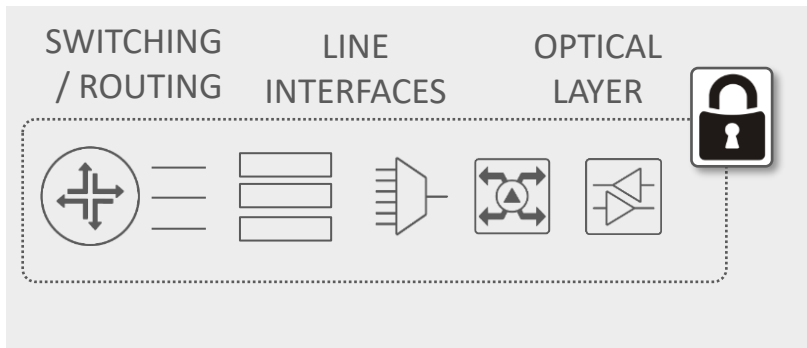 SWITCHING
/ ROUTING
LINE
INTERFACES
OPTICAL
LAYER